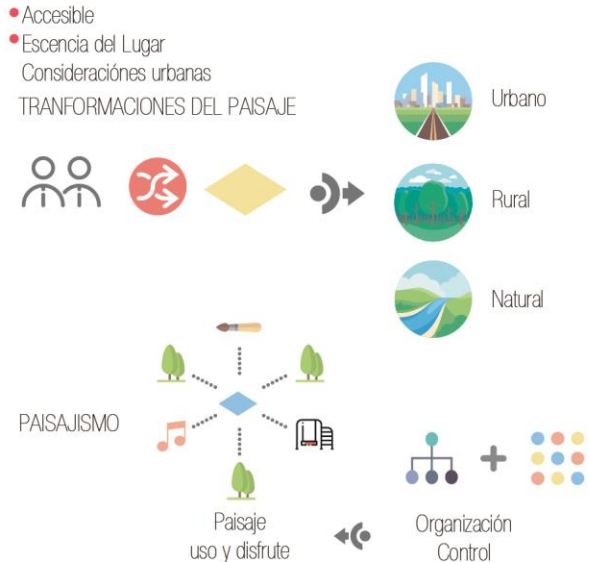 • Accesible
• Escencia del Lugar
Consideraciónes urbanas
TRANFORMACIONES DEL PAISAJE
Urbano
Rural
Natural
PAISAJISMO
Paisaje
uso y disfrute
Organización
Control